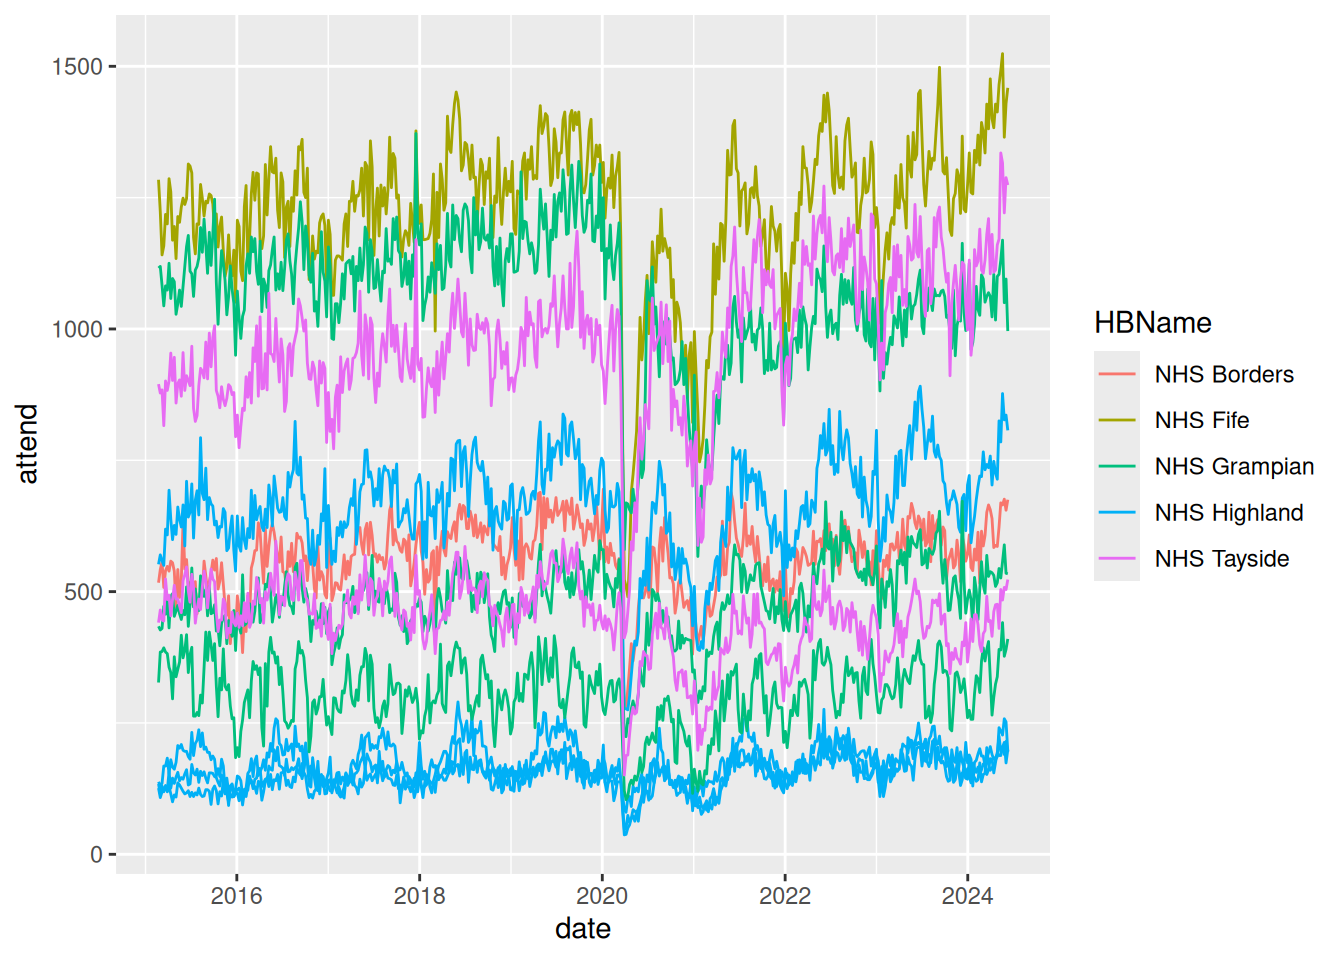 1500
1000
500
0
attend
2016 2018 2020 2022 2024
date
HBName
NHS Borders
NHS Fife
NHS Grampian
NHS Highland
NHS Tayside